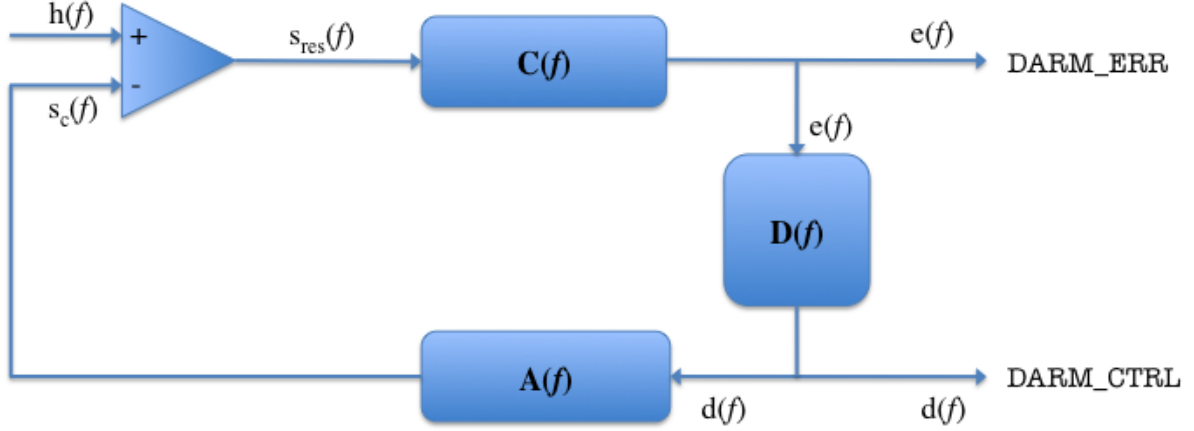 h(f)
+
s_res(f)
C(f)
e(f)
DARM_ERR
-
s_c(f)
e(f)
D(f)
A(f)
DARM_CTRL
d(f)
d(f)